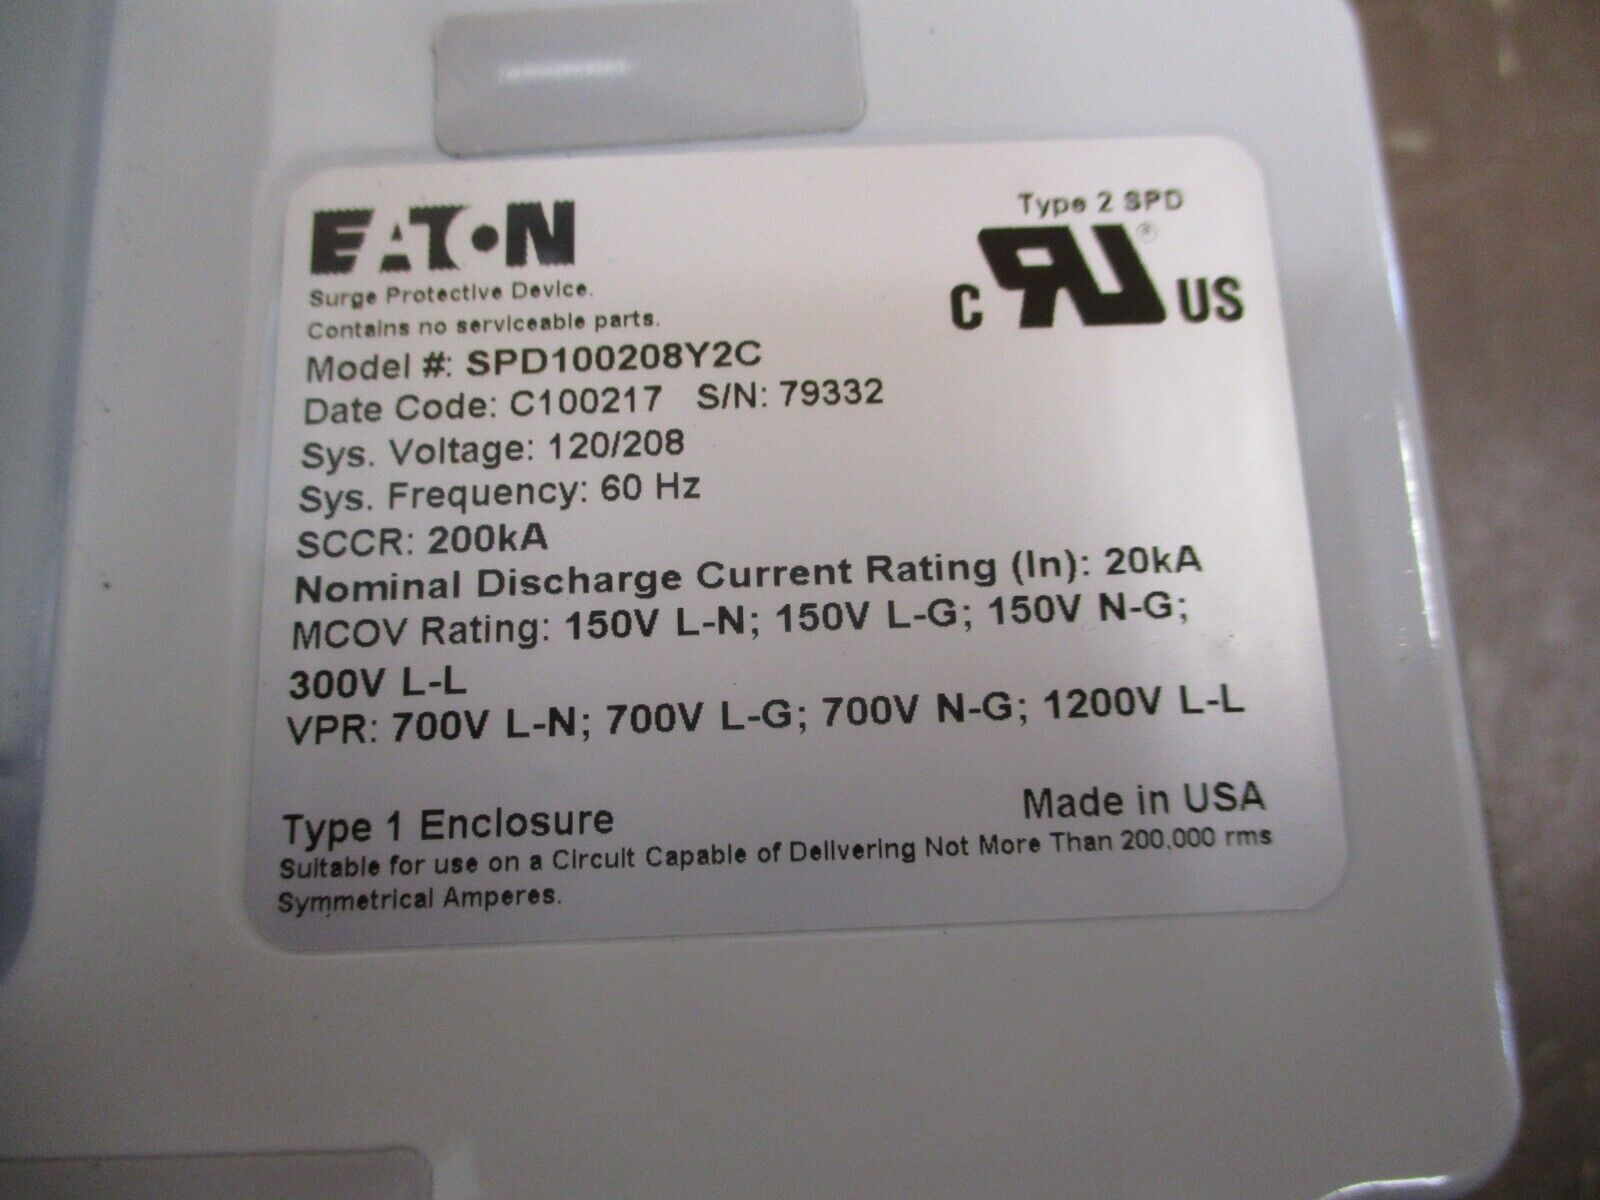 EATON
Type 2 SPD
Surge Protective Device.
C RU ® US
Contains no serviceable parts.
Model #: SPD100208Y2C
Date Code: C100217 S/N: 79332
Sys. Voltage: 120/208
Sys. Frequency: 60 Hz
SCCR: 200kA
Nominal Discharge Current Rating (In): 20kA
MCOV Rating: 150V L-N; 150V L-G; 150V N-G;
300V L-L
VPR: 700V L-N; 700V L-G; 700V N-G; 1200V L-L
Type 1 Enclosure
Made in USA
Suitable for use on a Circuit Capable of Delivering Not More Than 200,000 rms
Symmetrical Amperes.